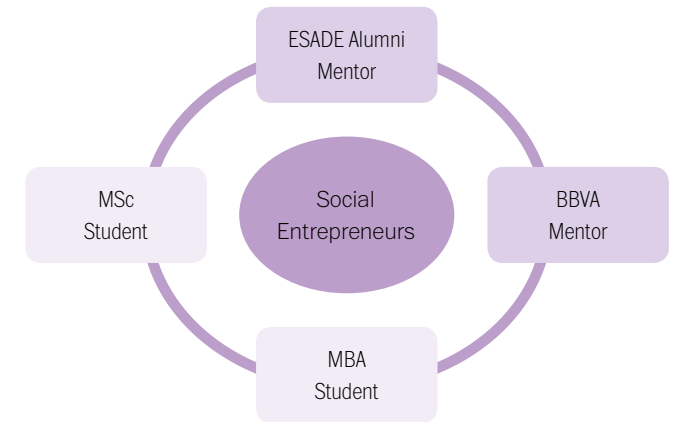 ESADE Alumni
Mentor
MSc
Student
Social
Entrepreneurs
BBVA
Mentor
MBA
Student